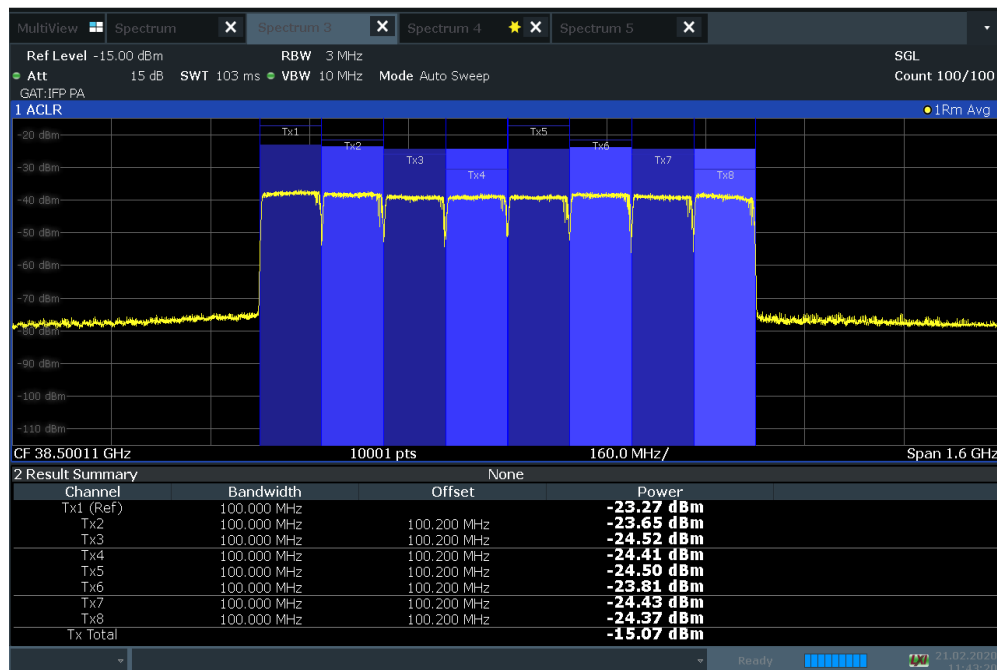 MultiView Spectrum X Spectrum 3 X Spectrum 4 X Spectrum 5 X
Ref Level -15.00 dBm RBW 3 MHz SGL
Att 15 dB SWT 103 ms VBW 10 MHz Mode Auto Sweep Count 100/100
GAT:IFP PA
1 ACLR 1Rm Avg
Tx1 Tx5
-20 dBm
Tx2 Tx6
Tx3 Tx7
-30 dBm
Tx4 Tx8
-40 dBm
-50 dBm
-60 dBm
-70 dBm
-80 dBm
-90 dBm
-100 dBm
-110 dBm
CF 38.50011 GHz 10001 pts 160.0 MHz/ Span 1.6 GHz
2 Result Summary None
Channel Bandwidth Offset Power
Tx1 (Ref) 100.000 MHz -23.27 dBm
Tx2 100.000 MHz 100.200 MHz -23.65 dBm
Tx3 100.000 MHz 100.200 MHz -24.52 dBm
Tx4 100.000 MHz 100.200 MHz -24.41 dBm
Tx5 100.000 MHz 100.200 MHz -24.50 dBm
Tx6 100.000 MHz 100.200 MHz -23.81 dBm
Tx7 100.000 MHz 100.200 MHz -24.43 dBm
Tx8 100.000 MHz 100.200 MHz -24.37 dBm
Tx Total -15.07 dBm
Ready LXI 21.02.2020